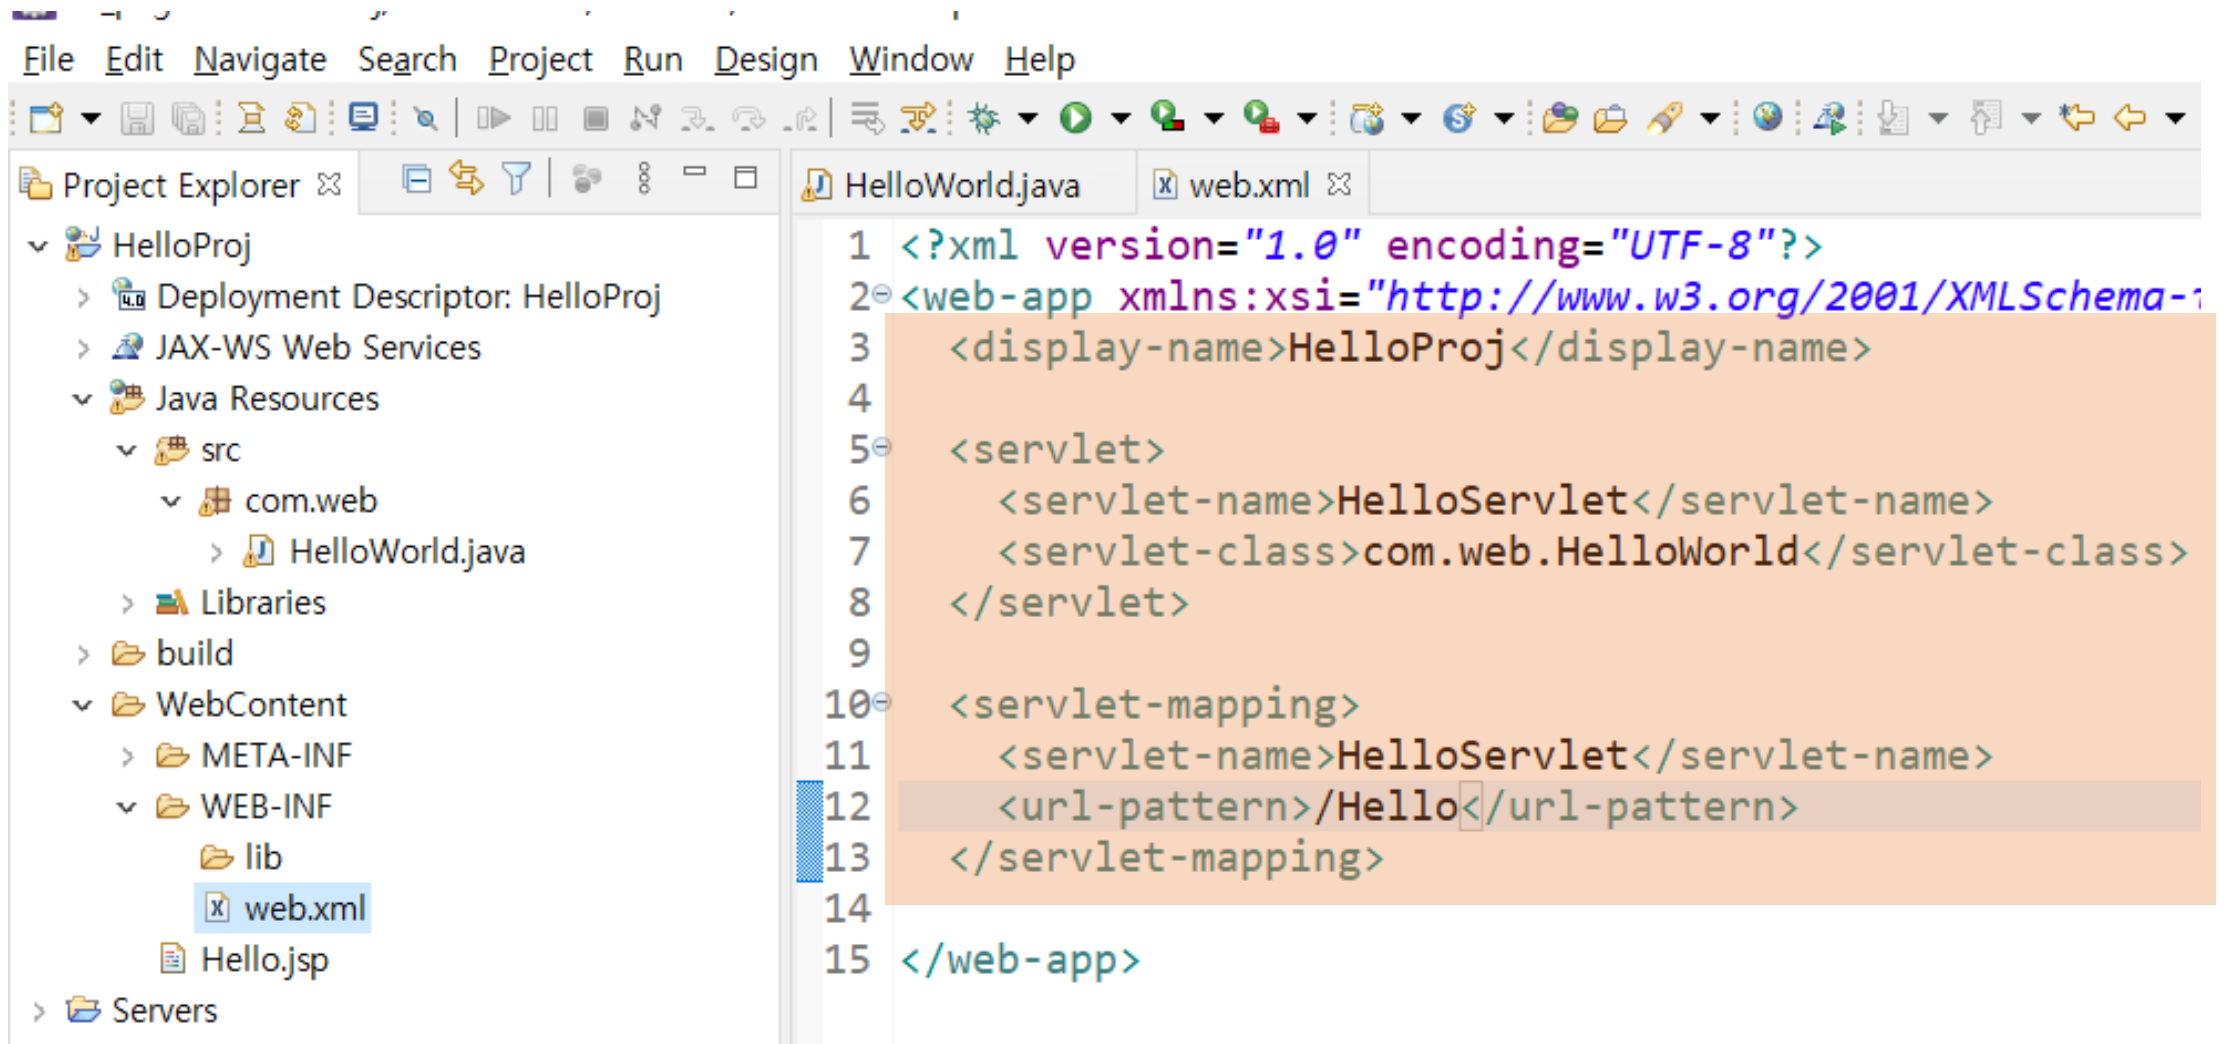 File Edit Navigate Search Project Run Design Window Help
Project Explorer
HelloProj
Deployment Descriptor: HelloProj
JAX-WS Web Services
Java Resources
src
com.web
HelloWorld.java
Libraries
build
WebContent
META-INF
WEB-INF
lib
web.xml
Hello.jsp
Servers
HelloWorld.java web.xml
1 <?xml version="1.0" encoding="UTF-8"?>
2 <web-app xmlns:xsi="http://www.w3.org/2001/XMLSchema-
3 <display-name>HelloProj</display-name>
4
5 <servlet>
6 <servlet-name>HelloServlet</servlet-name>
7 <servlet-class>com.web.HelloWorld</servlet-class>
8 </servlet>
9
10 <servlet-mapping>
11 <servlet-name>HelloServlet</servlet-name>
12 <url-pattern>/Hello</url-pattern>
13 </servlet-mapping>
14
15 </web-app>